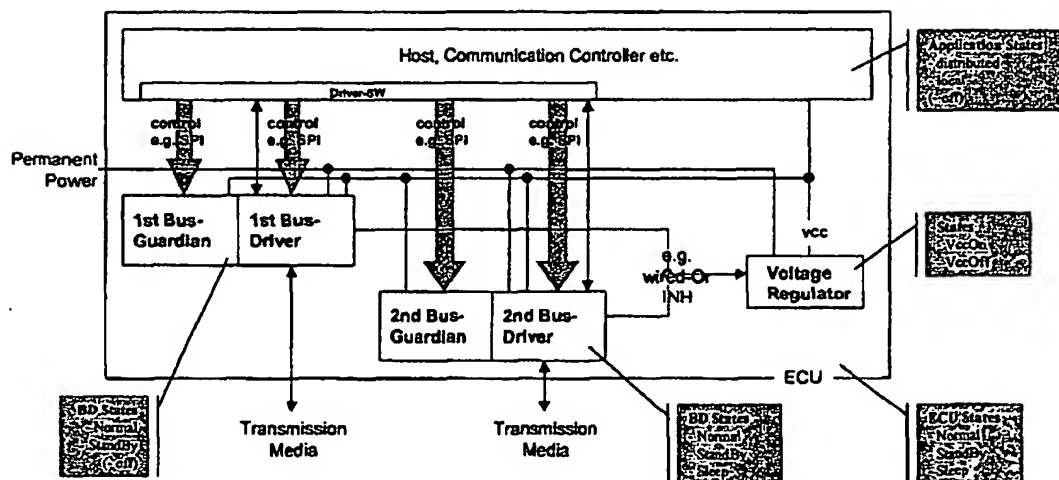 Host, Communication Controller etc.
Driver-SW
Application States
distributed
local
(~off)
control
e.g. SPI
control
e.g. SPI
control
e.g. SPI
control
e.g. SPI
Permanent
Power
1st Bus-
Guardian
1st Bus-
Driver
vcc
States
VccOn
VccOff
e.g.
wired-Or
INH
Voltage
Regulator
2nd Bus-
Guardian
2nd Bus-
Driver
ECU
BD States
Normal
StandBy
(~off)
Transmission
Media
Transmission
Media
BD States
Normal
StandBy
Sleep
ECU States
Normal
StandBy
Sleep